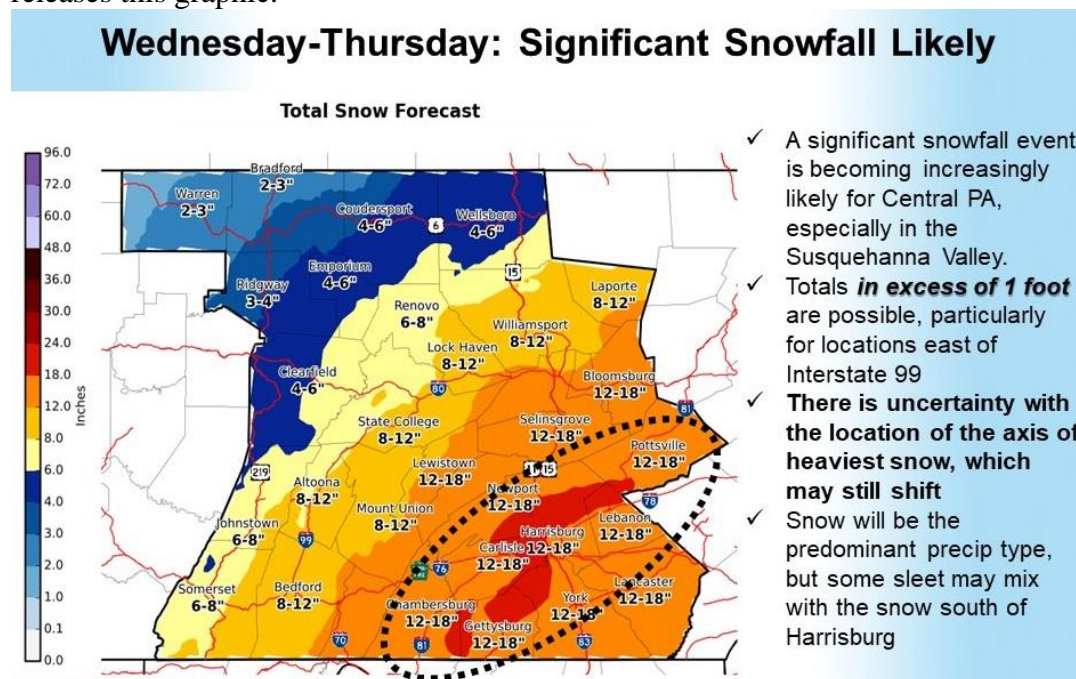 releases this graphic:
Wednesday-Thursday: Significant Snowfall Likely
Total Snow Forecast
96.0
72.0
60.0
48.0
36.0
30.0
24.0
18.0
12.0
8.0
6.0
4.0
3.0
2.0
1.0
0.1
0.0
Inches
Bradford
2-3"
Warren
2-3"
Coudersport
4-6"
6
Wellsboro
4-6"
15
Emporium
4-6"
Ridgway
3-4"
Renovo
6-8"
Laporte
8-12"
Williamsport
8-12"
Lock Haven
8-12"
80
Clearfield
4-6"
Bloomsburg
12-18"
81
State College
8-12"
Selinsgrove
12-18"
Pottsville
12-18"
219
Lewistown
12-18"
15
Altoona
8-12"
Newport
12-18"
78
Mount Union
8-12"
Lebanon
12-18"
Johnstown
6-8"
99
Harrisburg
12-18"
Carlisle
12-18"
76
Somerset
6-8"
Bedford
8-12"
Lancaster
12-18"
Chambersburg
12-18"
York
12-18"
Gettysburg
12-18"
70
81
83
✓ A significant snowfall event
is becoming increasingly
likely for Central PA,
especially in the
Susquehanna Valley.
✓ Totals in excess of 1 foot
are possible, particularly
for locations east of
Interstate 99
✓ There is uncertainty with
the location of the axis of
heaviest snow, which
may still shift
✓ Snow will be the
predominant precip type,
but some sleet may mix
with the snow south of
Harrisburg